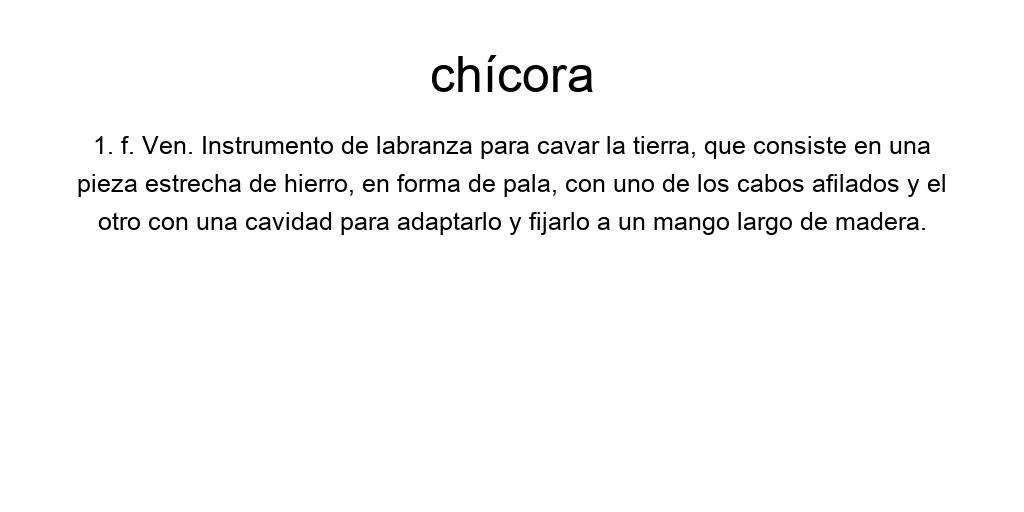 chícora
1. f. Ven. Instrumento de labranza para cavar la tierra, que consiste en una
pieza estrecha de hierro, en forma de pala, con uno de los cabos afilados y el
otro con una cavidad para adaptarlo y fijarlo a un mango largo de madera.